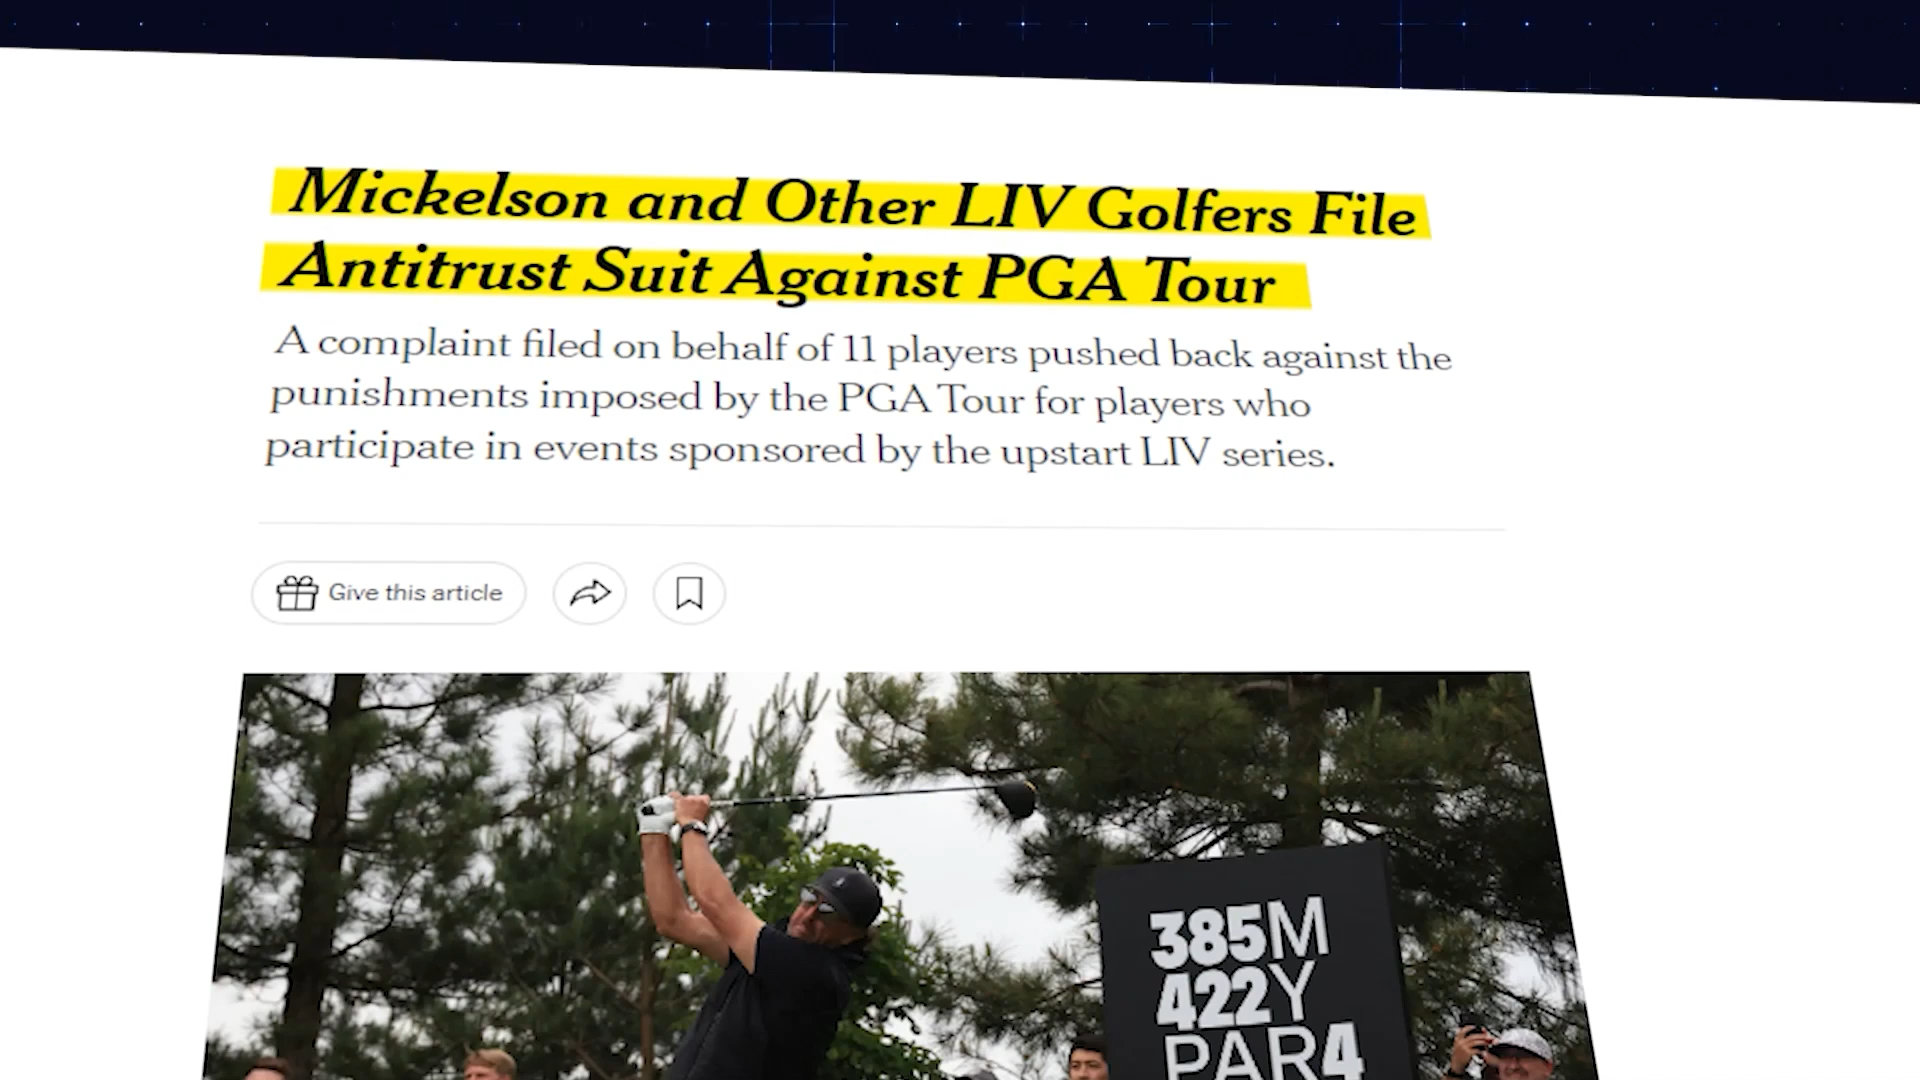 Mickelson and Other LIV Golfers File
Antitrust Suit Against PGA Tour
A complaint filed on behalf of 11 players pushed back against the
punishments imposed by the PGA Tour for players who
participate in events sponsored by the upstart LIV series.
Give this article
385M
422Y
PAR4